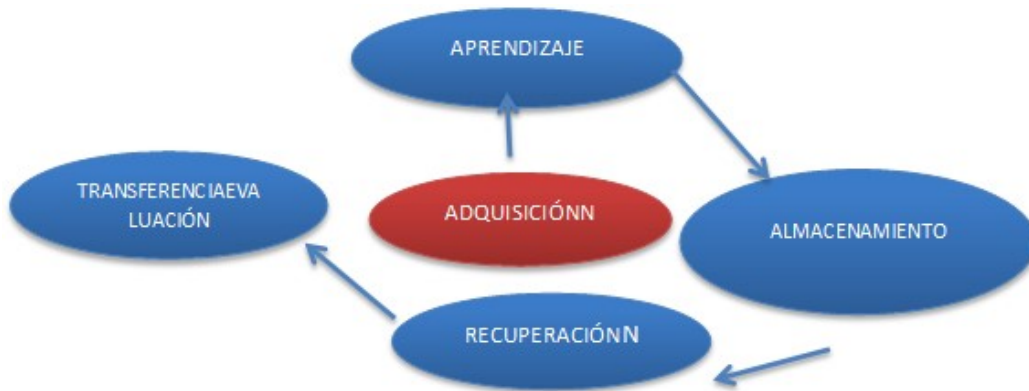 APRENDIZAJE
TRANSFERENCIAEVA
LUACIÓN
ADQUISICIÓNN
ALMACENAMIENTO
RECUPERACIÓNN